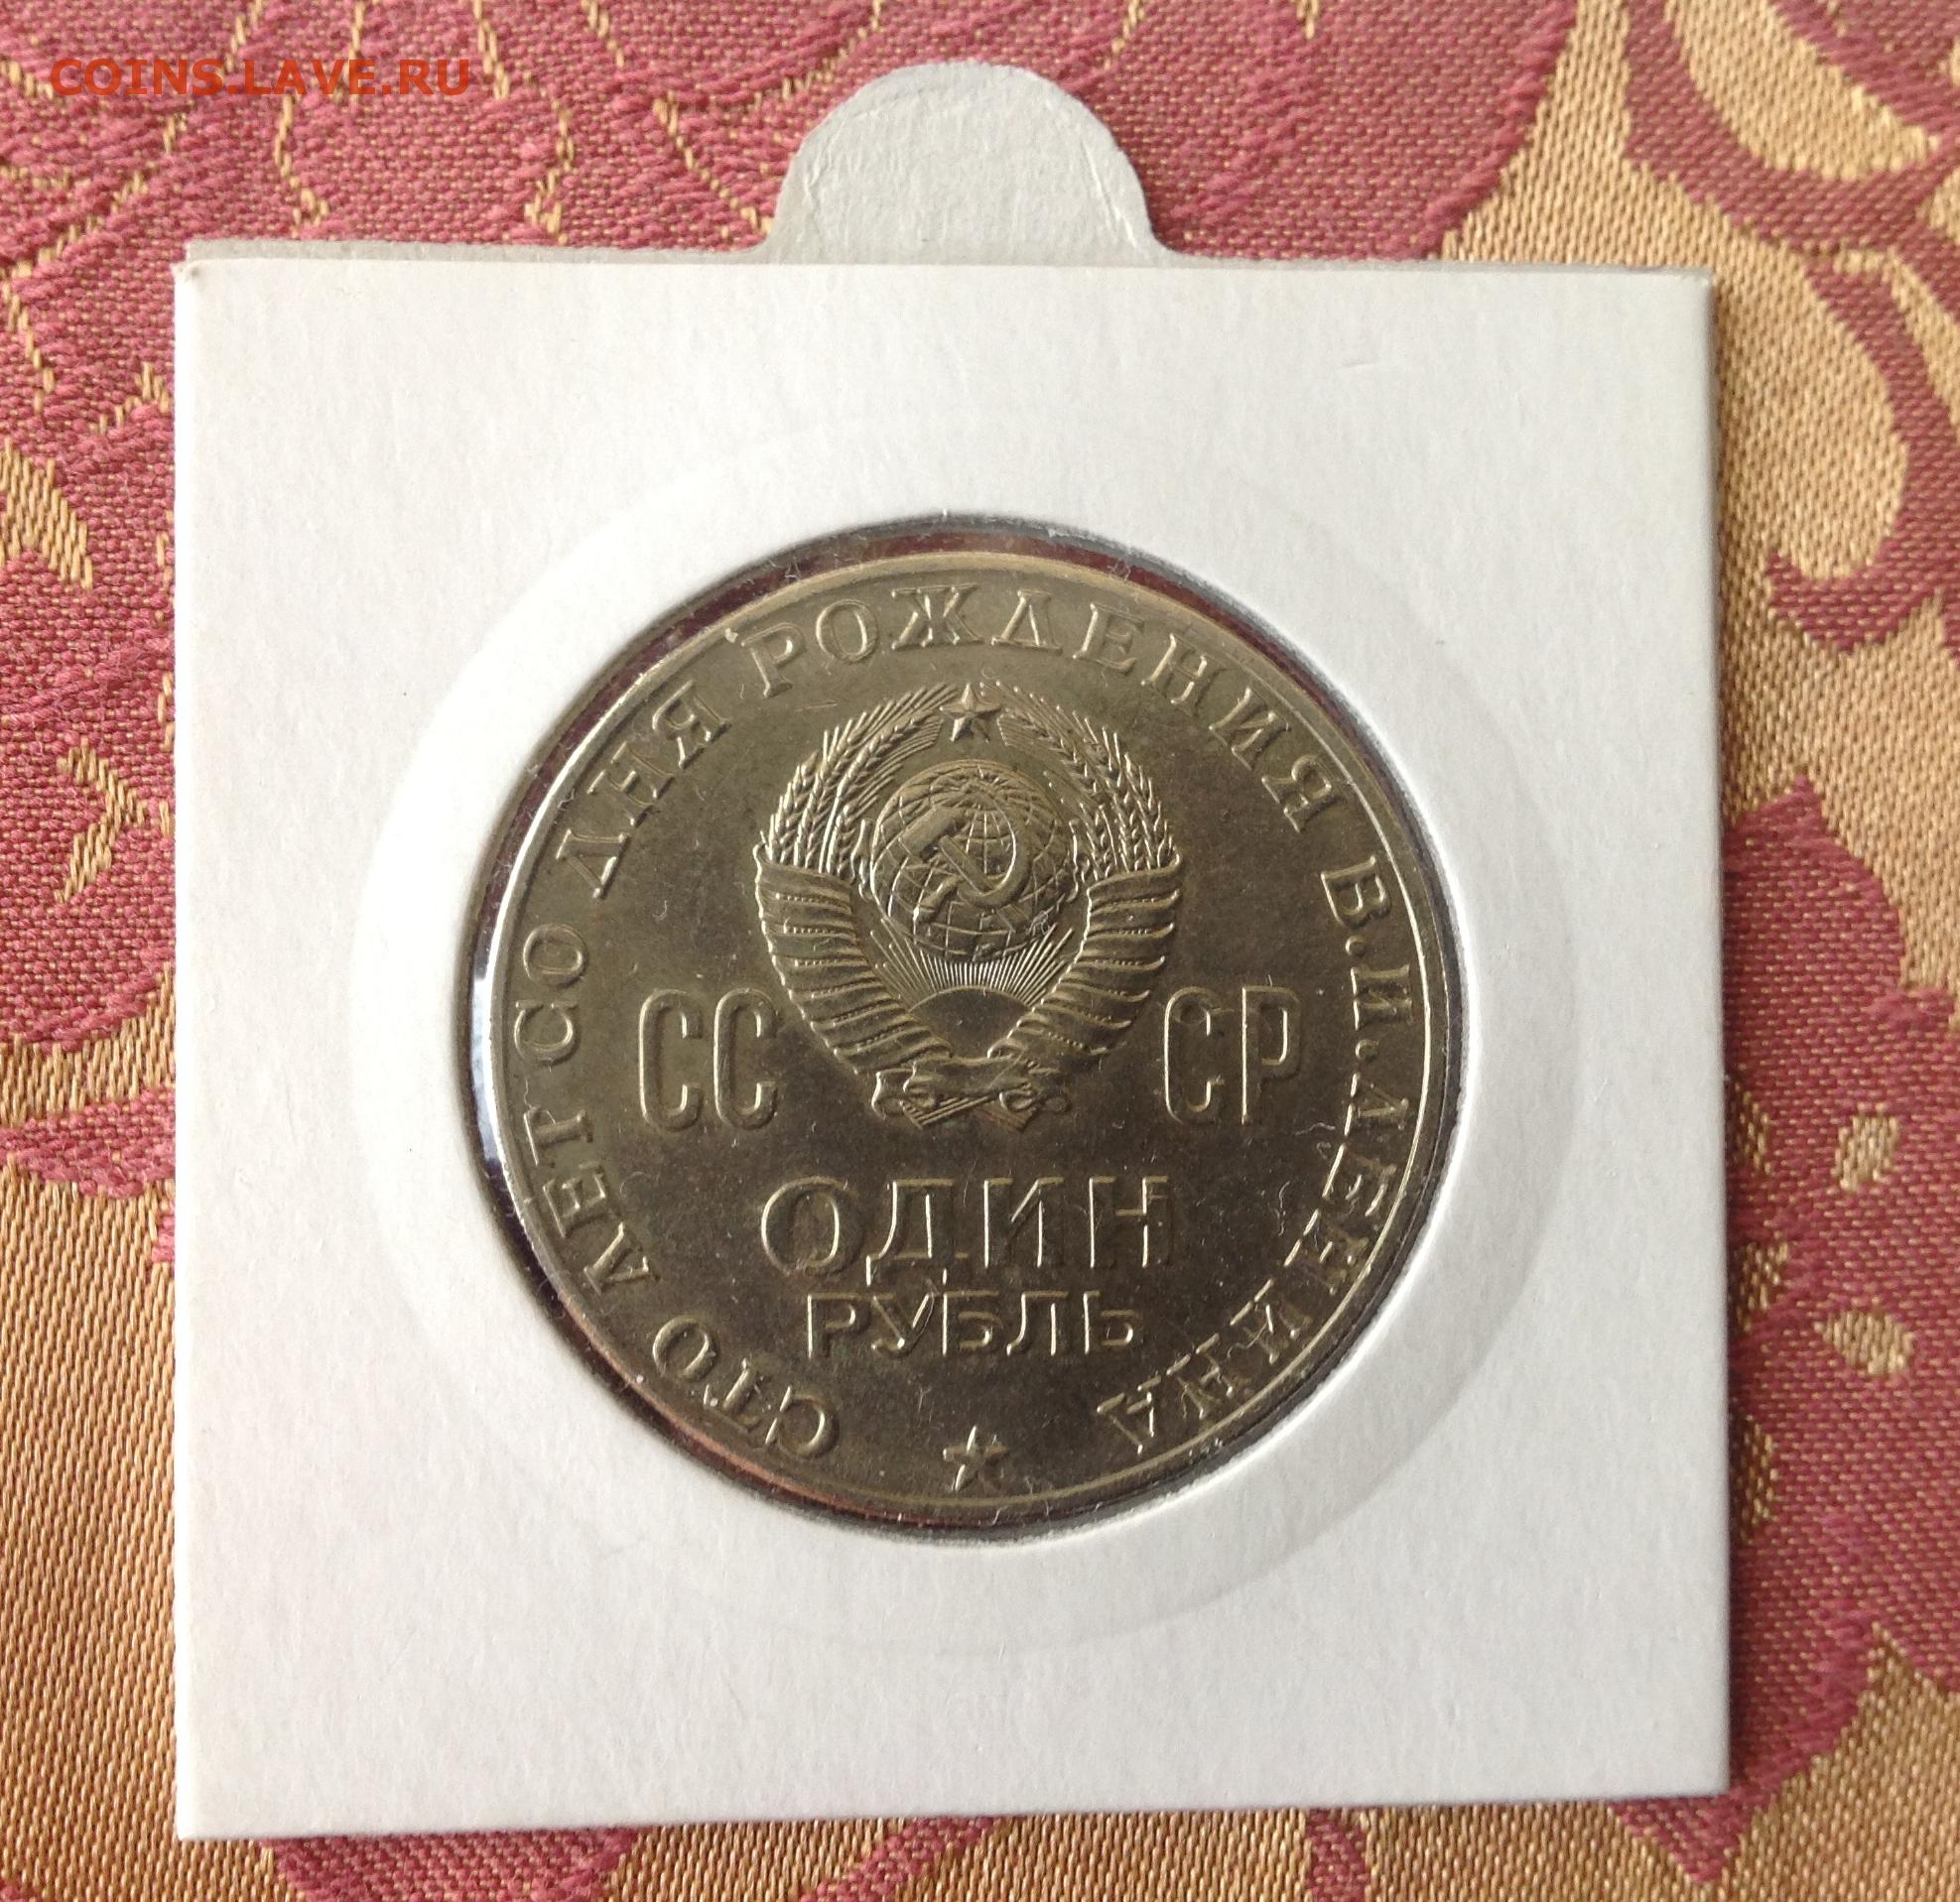 COINS.LAVE.RU
СТО ЛЕТ СО ДНЯ РОЖДЕНИЯ В.И.ЛЕНИНА
СС СР
ОДИН
РУБЛЬ